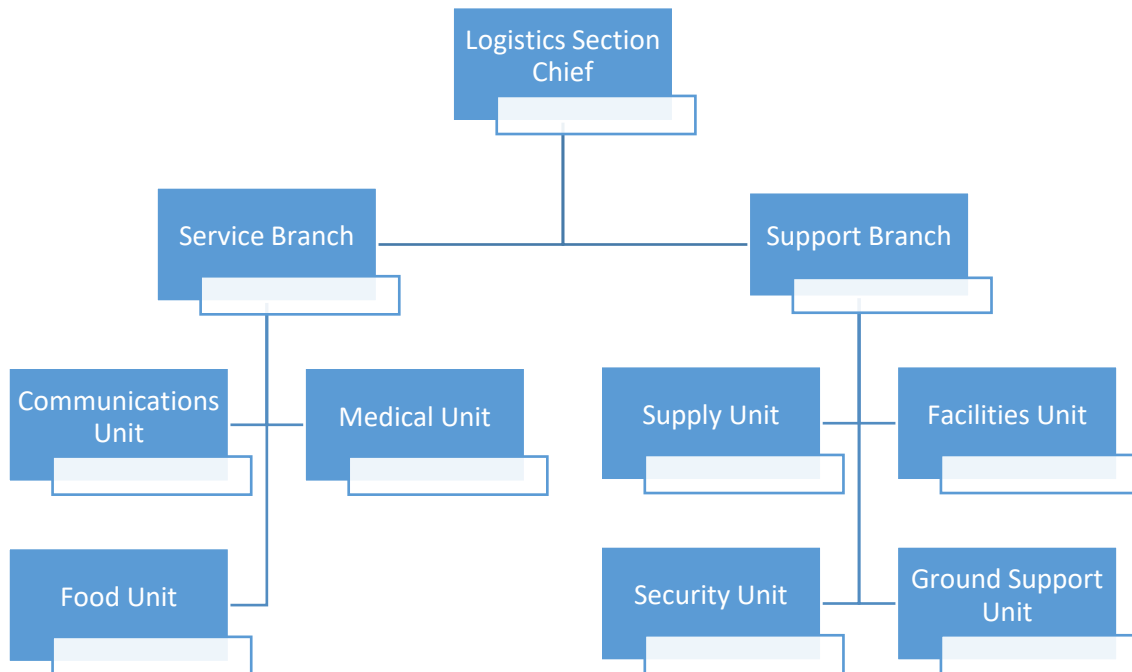 Logistics Section
Chief
Service Branch
Support Branch
Communications
Unit
Medical Unit
Supply Unit
Facilities Unit
Food Unit
Security Unit
Ground Support
Unit